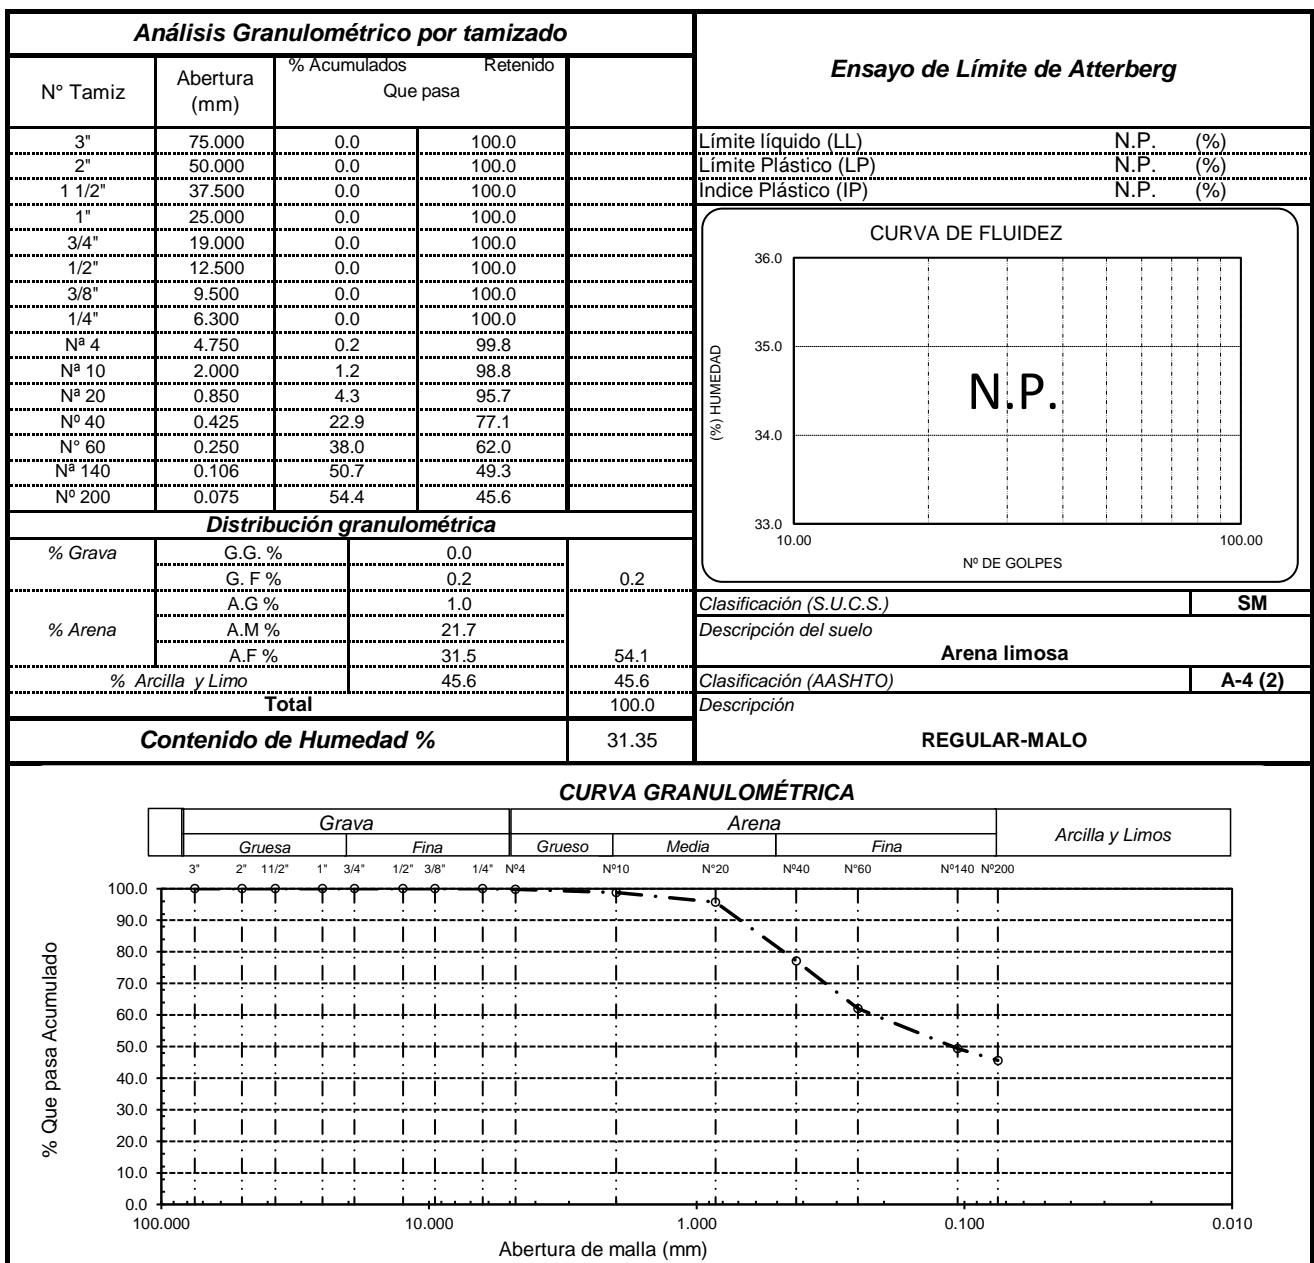 Análisis Granulométrico por tamizado
N° Tamiz
Abertura
(mm)
% Acumulados Retenido
Que pasa
3" 75.000 0.0 100.0
2" 50.000 0.0 100.0
1 1/2" 37.500 0.0 100.0
1" 25.000 0.0 100.0
3/4" 19.000 0.0 100.0
1/2" 12.500 0.0 100.0
3/8" 9.500 0.0 100.0
1/4" 6.300 0.0 100.0
Nª 4 4.750 0.2 99.8
Nª 10 2.000 1.2 98.8
Nª 20 0.850 4.3 95.7
Nº 40 0.425 22.9 77.1
N° 60 0.250 38.0 62.0
Nª 140 0.106 50.7 49.3
Nº 200 0.075 54.4 45.6
Distribución granulométrica
% Grava G.G. % 0.0
G. F % 0.2 0.2
A.G % 1.0
% Arena A.M % 21.7
A.F % 31.5 54.1
% Arcilla y Limo 45.6 45.6
Total 100.0
Contenido de Humedad % 31.35
Ensayo de Límite de Atterberg
Límite líquido (LL) N.P. (%)
Límite Plástico (LP) N.P. (%)
Indice Plástico (IP) N.P. (%)
CURVA DE FLUIDEZ
36.0
35.0
34.0
33.0
(%) HUMEDAD
N.P.
10.00 100.00
Nº DE GOLPES
Clasificación (S.U.C.S.) SM
Descripción del suelo
Arena limosa
Clasificación (AASHTO) A-4 (2)
Descripción
REGULAR-MALO
CURVA GRANULOMÉTRICA
Grava Arena Arcilla y Limos
Gruesa Fina Grueso Media Fina
3" 2" 11/2" 1" 3/4" 1/2" 3/8" 1/4" Nº4 Nº10 N°20 N°40 N°60 Nº140 Nº200
100.0
90.0
80.0
70.0
60.0
50.0
40.0
30.0
20.0
10.0
0.0
% Que pasa Acumulado
100.000 10.000 1.000 0.100 0.010
Abertura de malla (mm)